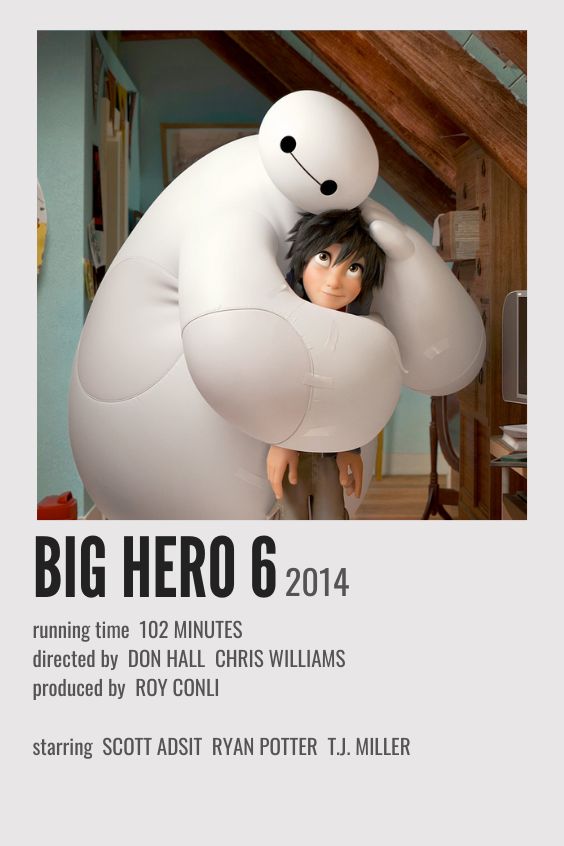 BIG HERO 6 2014
running time 102 MINUTES
directed by DON HALL CHRIS WILLIAMS
produced by ROY CONLI
starring SCOTT ADSIT RYAN POTTER T.J. MILLER